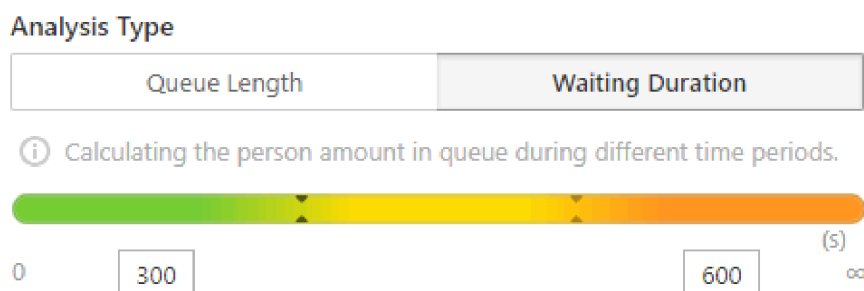 Analysis Type
Queue Length Waiting Duration
Calculating the person amount in queue during different time periods.
(s)
0 300 600 ∞